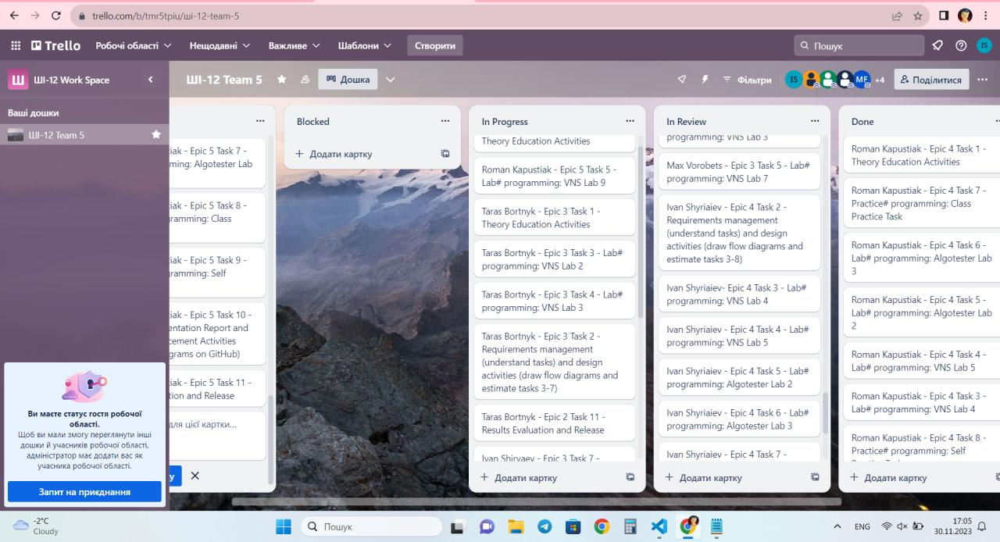 trello.com/b/tmr5tpiu/ші-12-team-5
Trello
Робочі області
Нещодавні
Важливе
Шаблони
Створити
Пошук
IS
Ш
ШІ-12 Work Space
ШІ-12 Team 5
Дошка
Фільтри
IS
MF
+4
Поділитися
Ваші дошки
ШІ-12 Team 5
Ви маєте статус гостя робочої
області.
Щоб ви мали змогу переглянути інші
дошки й учасників робочої області,
адміністратор має додати вас як
учасника робочої області.
Запит на приєднання
iak - Epic 5 Task 7 -
ming: Algotester Lab
iak - Epic 5 Task 8 -
ramming: Class
iak - Epic 5 Task 9 -
gramming: Self
iak - Epic 5 Task 10 -
entation Report and
cement Activities
grams on GitHub)
iak - Epic 5 Task 11 -
tion and Release
для цієї картки...
у
Blocked
Додати картку
In Progress
Theory Education Activities
Roman Kapustiak - Epic 5 Task 5 -
Lab# programming: VNS Lab 9
Taras Bortnyk - Epic 3 Task 1 -
Theory Education Activities
Taras Bortnyk - Epic 3 Task 3 - Lab#
programming: VNS Lab 2
Taras Bortnyk - Epic 3 Task 4 - Lab#
programming: VNS Lab 3
Taras Bortnyk - Epic 3 Task 2 -
Requirements management
(understand tasks) and design
activities (draw flow diagrams and
estimate tasks 3-7)
Taras Bortnyk - Epic 2 Task 11 -
Results Evaluation and Release
Ivan Shiryaev - Epic 3 Task 7 -
Додати картку
In Review
programming: VNS Lab 3
Max Vorobets - Epic 3 Task 5 - Lab#
programming: VNS Lab 7
Ivan Shyriaiev - Epic 4 Task 2 -
Requirements management
(understand tasks) and design
activities (draw flow diagrams and
estimate tasks 3-8)
Ivan Shyriaiev- Epic 4 Task 3 - Lab#
programming: VNS Lab 4
Ivan Shyriaiev - Epic 4 Task 4 - Lab#
programming: VNS Lab 5
Ivan Shyriaiev - Epic 4 Task 5 - Lab#
programming: Algotester Lab 2
Ivan Shyriaiev - Epic 4 Task 6 - Lab#
programming: Algotester Lab 3
Ivan Shyriaiev - Epic 4 Task 7 -
Додати картку
Done
Roman Kapustiak - Epic 4 Task 1 -
Theory Education Activities
Roman Kapustiak - Epic 4 Task 7 -
Practice# programming: Class
Practice Task
Roman Kapustiak - Epic 4 Task 6 -
Lab# programming: Algotester Lab
3
Roman Kapustiak - Epic 4 Task 5 -
Lab# programming: Algotester Lab
2
Roman Kapustiak - Epic 4 Task 4 -
Lab# programming: VNS Lab 5
Roman Kapustiak - Epic 4 Task 3 -
Lab# programming: VNS Lab 4
Roman Kapustiak - Epic 4 Task 8 -
Practice# programming: Self
Додати картку
-2°C
Cloudy
Пошук
ENG
17:05
30.11.2023